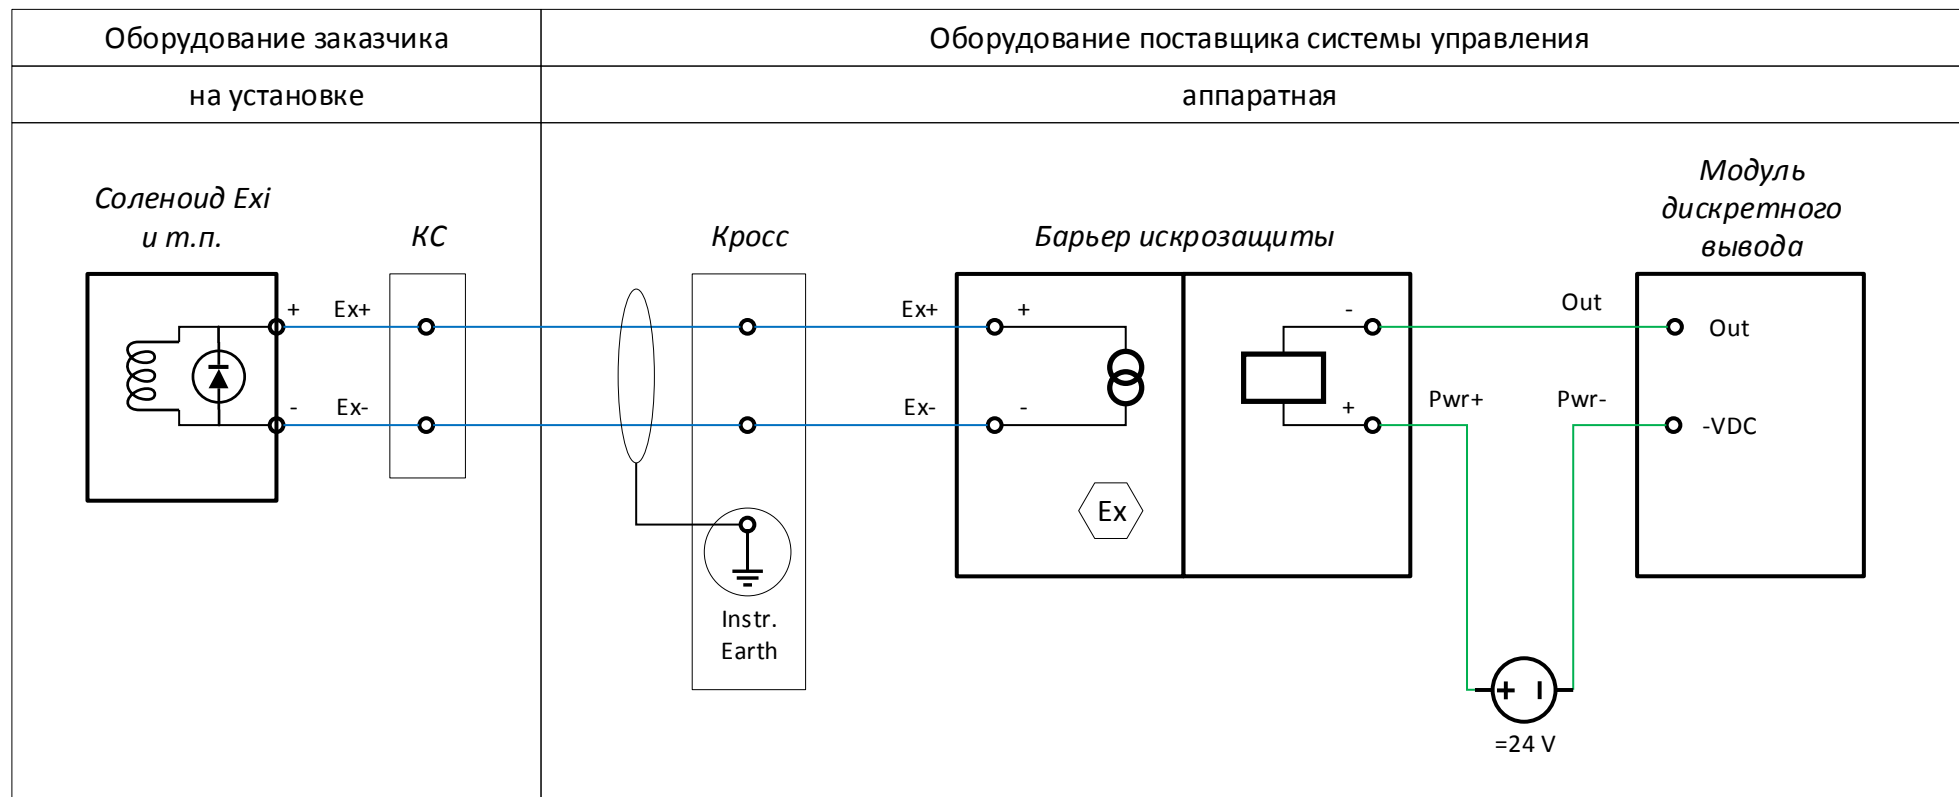 Оборудование заказчика
Оборудование поставщика системы управления
на установке
аппаратная
Соленоид Exi
и т.п.
КС
Кросс
Барьер искрозащиты
Модуль
дискретного
вывода
+
Ex+
Ex+
+
-
Out
Out
-
Ex-
Ex-
-
+
Pwr+
Pwr-
-VDC
Ex
Instr.
Earth
+
-
=24 V